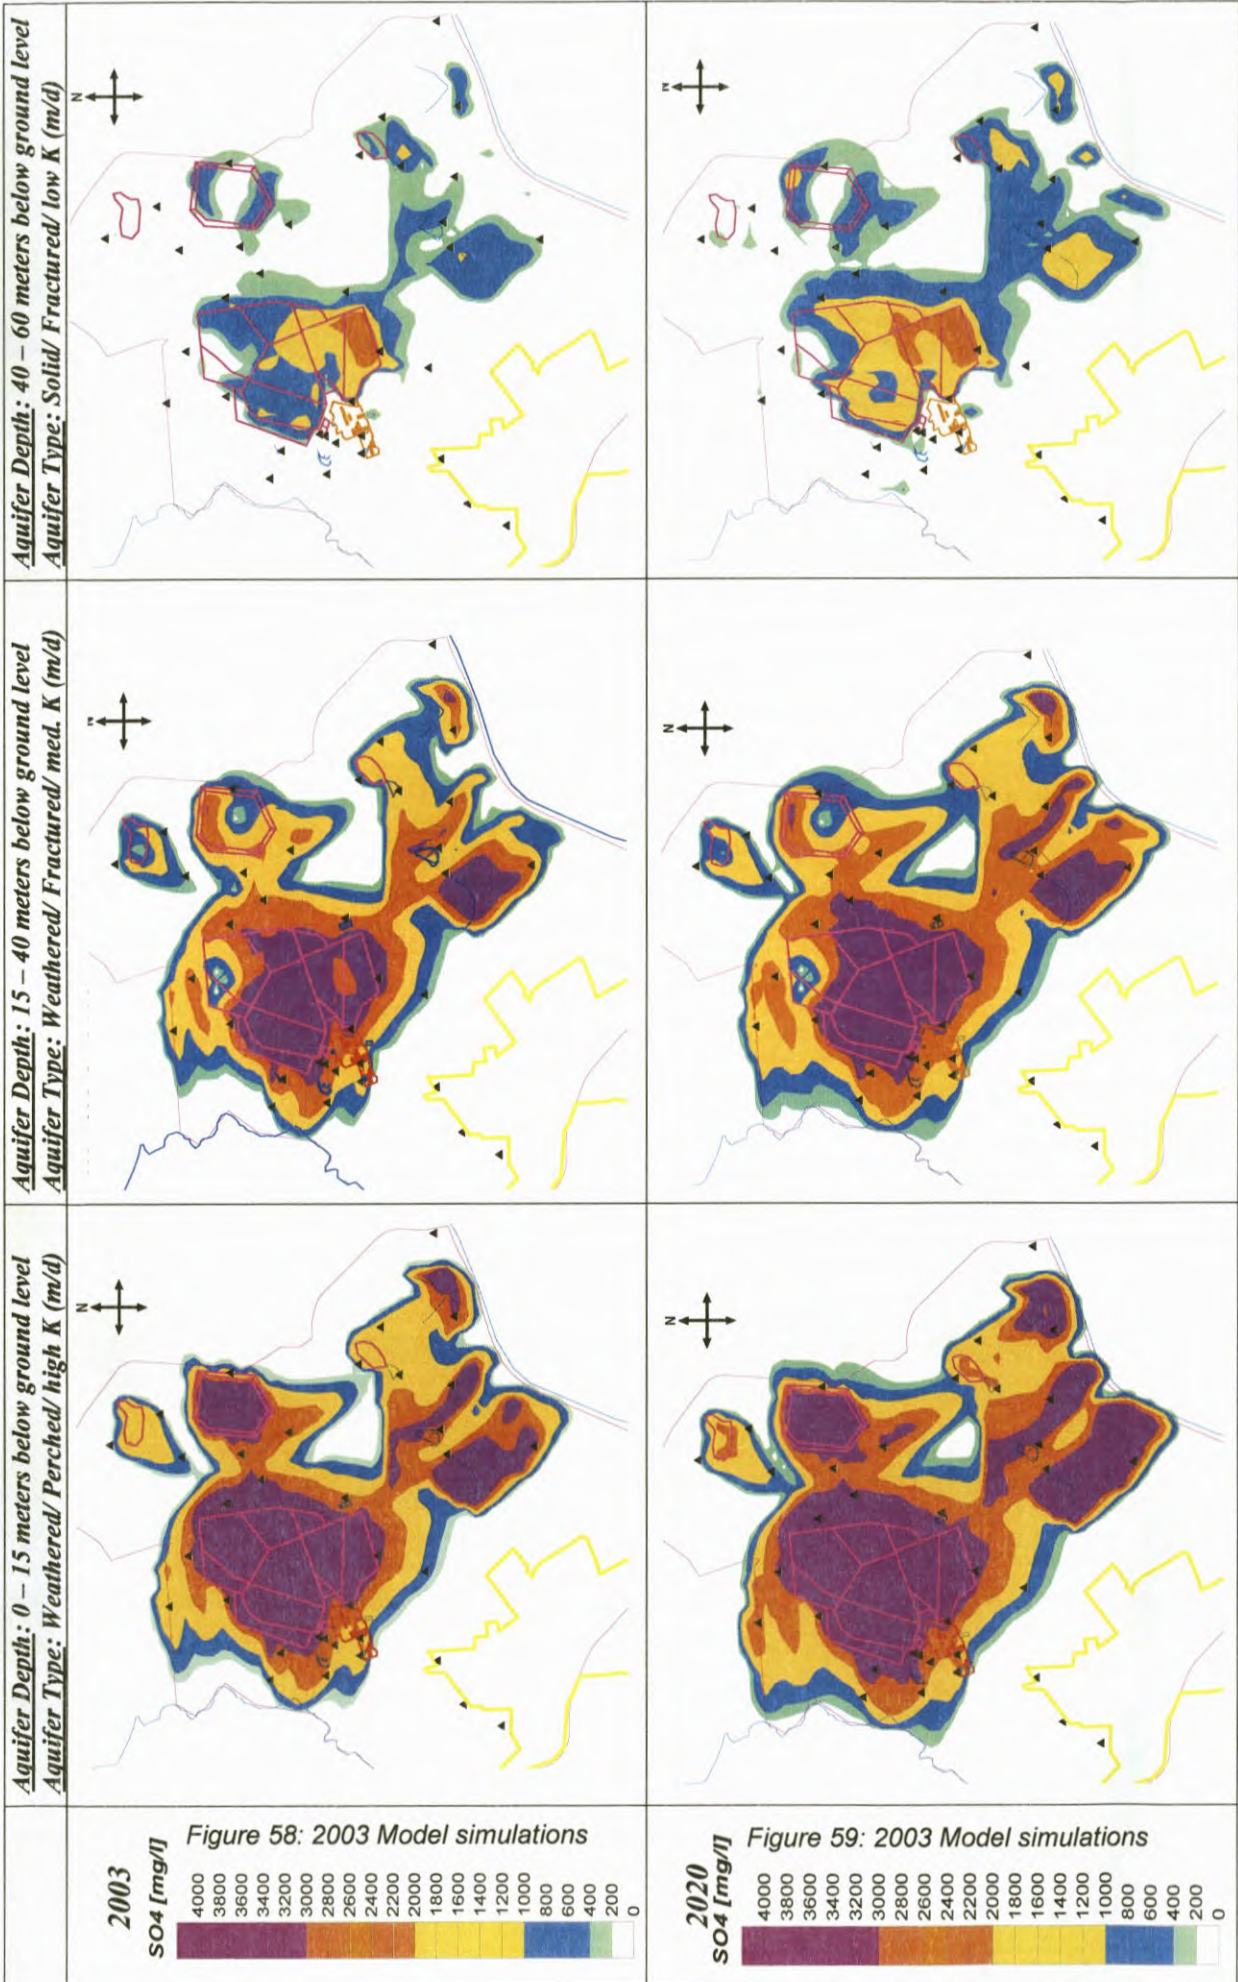 Aquifer Depth: 0 – 15 meters below ground level
Aquifer Type: Weathered/ Perched/ high K (m/d)
Aquifer Depth: 15 – 40 meters below ground level
Aquifer Type: Weathered/ Fractured/ med. K (m/d)
Aquifer Depth: 40 – 60 meters below ground level
Aquifer Type: Solid/ Fractured/ low K (m/d)
2003
SO4 [mg/l]
4000
3800
3600
3400
3200
3000
2800
2600
2400
2200
2000
1800
1600
1400
1200
1000
800
600
400
200
0
Figure 58: 2003 Model simulations
N
N
N
2020
SO4 [mg/l]
4000
3800
3600
3400
3200
3000
2800
2600
2400
2200
2000
1800
1600
1400
1200
1000
800
600
400
200
0
Figure 59: 2003 Model simulations
N
N
N